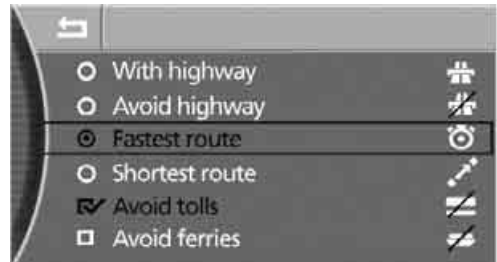 With highway
Avoid highway
Fastest route
Shortest route
Avoid tolls
Avoid ferries